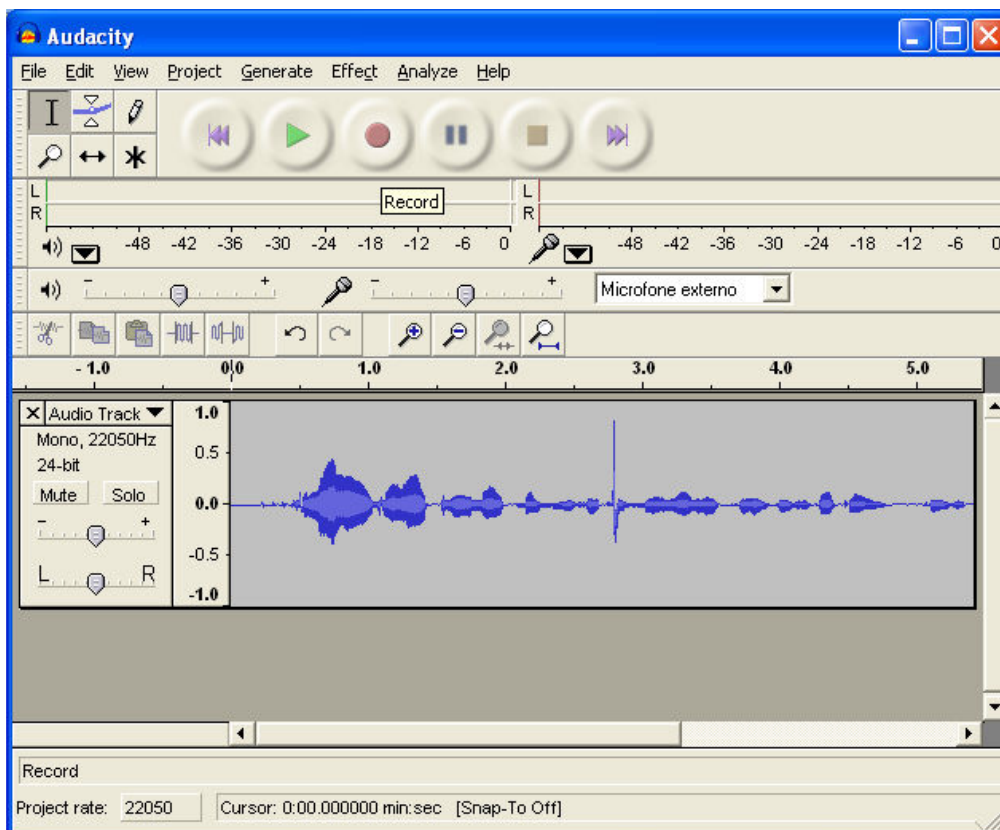 Audacity
File Edit View Project Generate Effect Analyze Help
L L
R Record R
-48 -42 -36 -30 -24 -18 -12 -6 0 -48 -42 -36 -30 -24 -18 -12 -6 0
- + - + Microfone externo
- 1.0 0.0 1.0 2.0 3.0 4.0 5.0
X Audio Track 1.0
Mono, 22050Hz
24-bit 0.5
Mute Solo
- + 0.0
L R -0.5
-1.0
Record
Project rate: 22050 Cursor: 0:00.000000 min:sec [Snap-To Off]